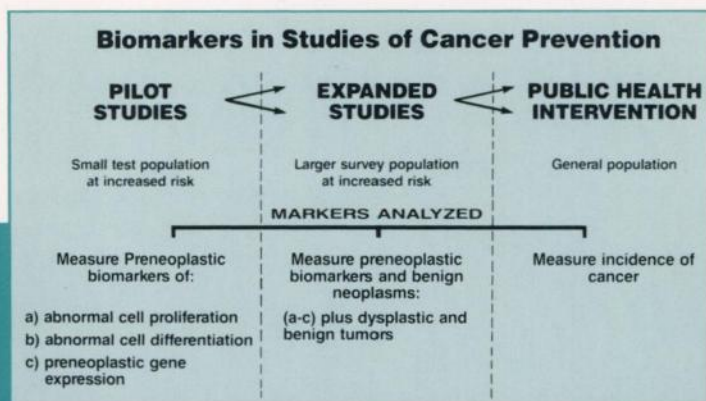 Biomarkers in Studies of Cancer Prevention
PILOT
STUDIES
EXPANDED
STUDIES
PUBLIC HEALTH
INTERVENTION
Small test population
at increased risk
Larger survey population
at increased risk
General population
MARKERS ANALYZED
Measure Preneoplastic
biomarkers of:
a) abnormal cell proliferation
b) abnormal cell differentiation
c) preneoplastic gene
expression
Measure preneoplastic
biomarkers and benign
neoplasms:
(a-c) plus dysplastic and
benign tumors
Measure incidence of
cancer